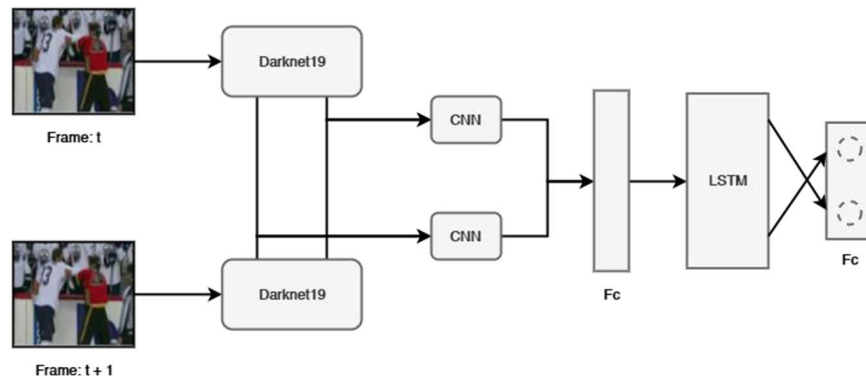 Darknet19
Frame: t
CNN
LSTM
CNN
Fc
Fc
Darknet19
Frame: t + 1